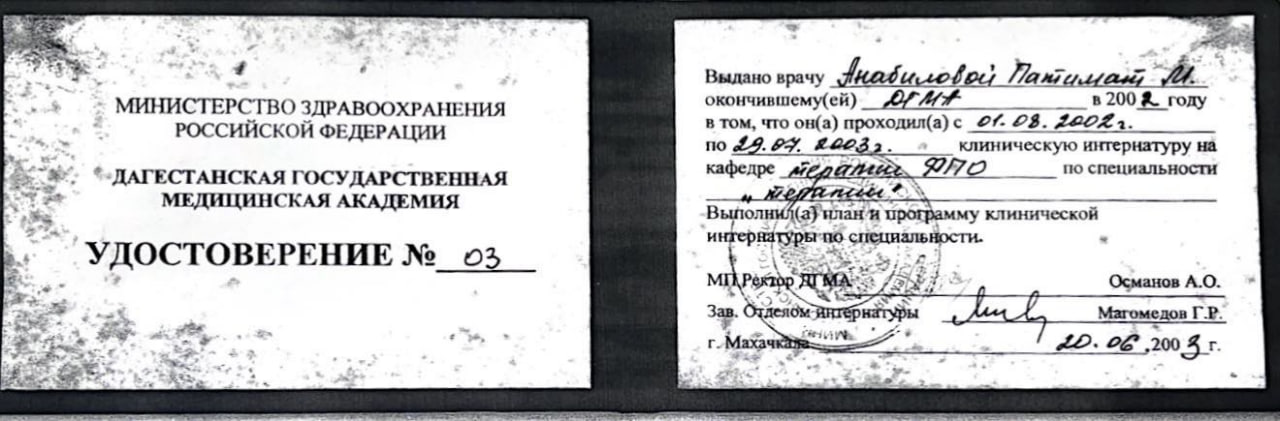 МИНИСТЕРСТВО ЗДРАВООХРАНЕНИЯ
РОССИЙСКОЙ ФЕДЕРАЦИИ
ДАГЕСТАНСКАЯ ГОСУДАРСТВЕННАЯ
МЕДИЦИНСКАЯ АКАДЕМИЯ
УДОСТОВЕРЕНИЕ № 03
Выдано врачу Анабиловой Патимат М.
окончившему(ей) ДГМА в 2002 году
в том, что он(а) проходил(а) с 01.08.2002г.
по 29.07.2003г. клиническую интернатуру на
кафедре терапии ФПО по специальности
„терапия"
Выполнил(а) план и программу клинической
интернатуры по специальности.
МП Ректор ДГМА Османов А.О.
Зав. Отделом интернатуры Магомедов Г.Р.
г. Махачкала 20.06.2003 г.